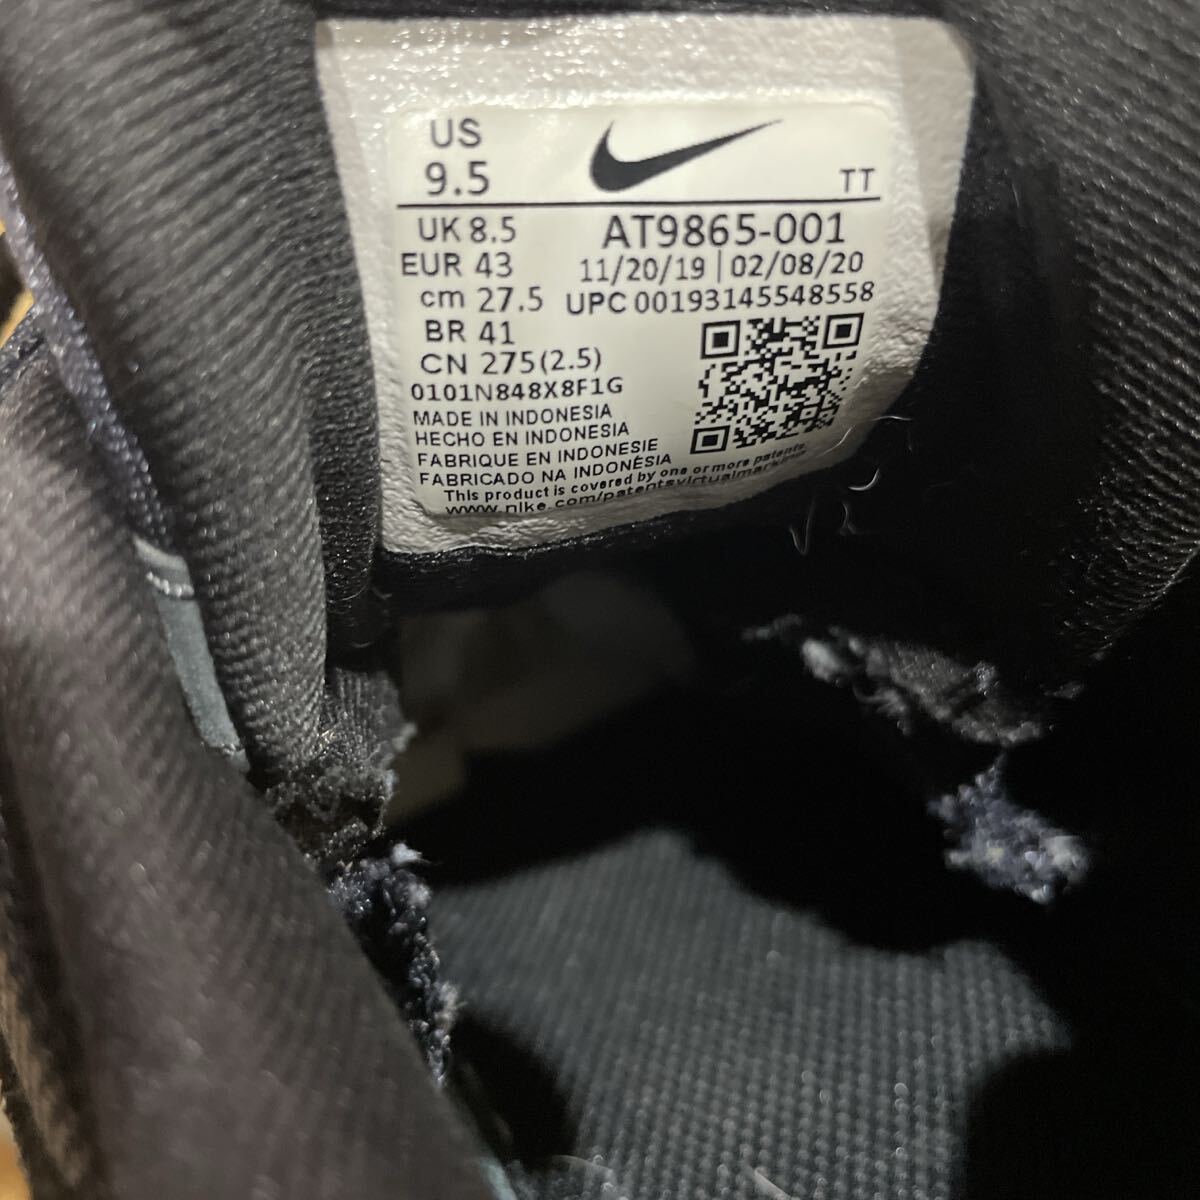 US
9.5
TT
UK 8.5
EUR 43
cm 27.5
BR 41
CN 275(2.5)
AT9865-001
11/20/19 | 02/08/20
UPC 00193145548558
0101N848X8F1G
MADE IN INDONESIA
HECHO EN INDONESIA
FABRIQUE EN INDONESIE
FABRICADO NA INDONÉSIA
This product is covered by one or more patents
www.nike.com/patentsvirtualmarking